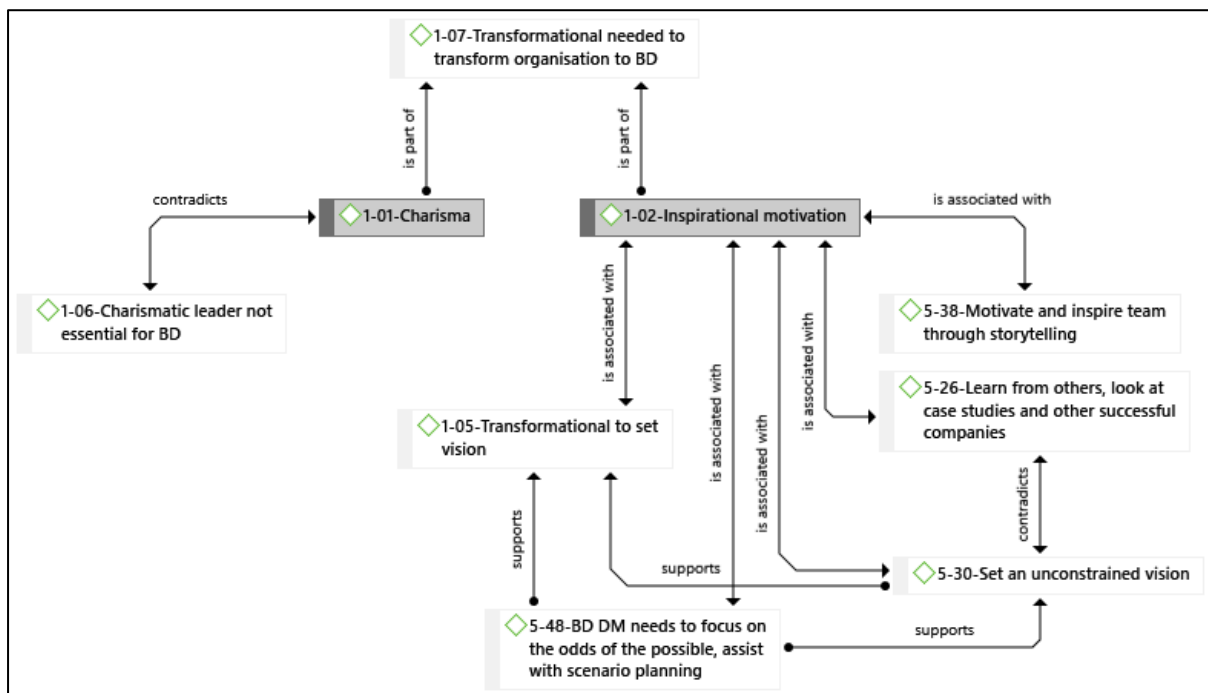 1-07-Transformational needed to
transform organisation to BD
is part of
is part of
contradicts
1-01-Charisma
1-02-Inspirational motivation
is associated with
1-06-Charismatic leader not
essential for BD
5-38-Motivate and inspire team
through storytelling
is associated with
is associated with
is associated with
is associated with
5-26-Learn from others, look at
case studies and other successful
companies
1-05-Transformational to set
vision
contradicts
supports
supports
5-30-Set an unconstrained vision
5-48-BD DM needs to focus on
the odds of the possible, assist
with scenario planning
supports